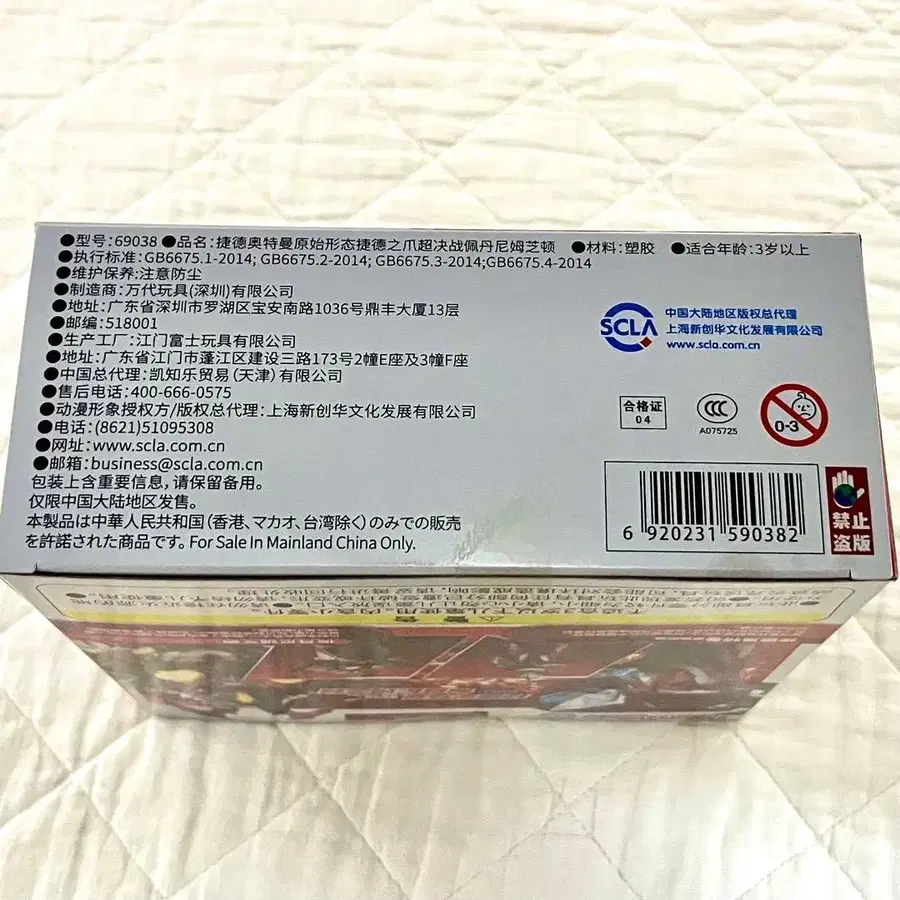 ●型号:69038 ●品名: 捷德奥特曼原始形态捷德之爪超决战佩丹尼姆芝顿 ●材料: 塑胶 ●适合年龄:3岁以上
●执行标准: GB6675.1-2014; GB6675.2-2014; GB6675.3-2014;GB6675.4-2014
●维护保养:注意防尘
●制造商: 万代玩具(深圳)有限公司
●地址: 广东省深圳市罗湖区宝安南路1036号鼎丰大厦13层
●邮编: 518001
●生产工厂: 江门富士玩具有限公司
●地址: 广东省江门市蓬江区建设三路173号2幢E座及3幢F座
●中国总代理: 凯知乐贸易(天津)有限公司
●售后电话:400-666-0575
●动漫形象授权方/版权总代理:上海新创华文化发展有限公司
●电话:(8621)51095308
●网址: www.scla.com.cn
●邮箱: business@scla.com.cn
包装上含重要信息,请保留备用。
仅限中国大陆地区发售。
本製品は中華人民共和国(香港、マカオ、台湾除く)のみでの販売
を許諾された商品です。For Sale In Mainland China Only.
SCLA
中国大陆地区版权总代理
上海新创华文化发展有限公司
www.scla.com.cn
合格证
04
CCC
A075725
0-3
6 920231 590382
禁止
盗版
警告